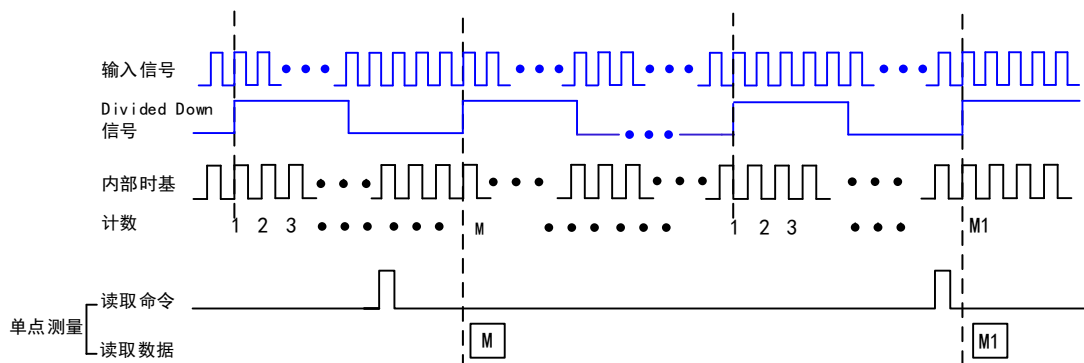 输入信号
Divided Down
信号
内部时基
计数
1 2 3 M 1 2 3 M1
读取命令
单点测量
读取数据
M M1